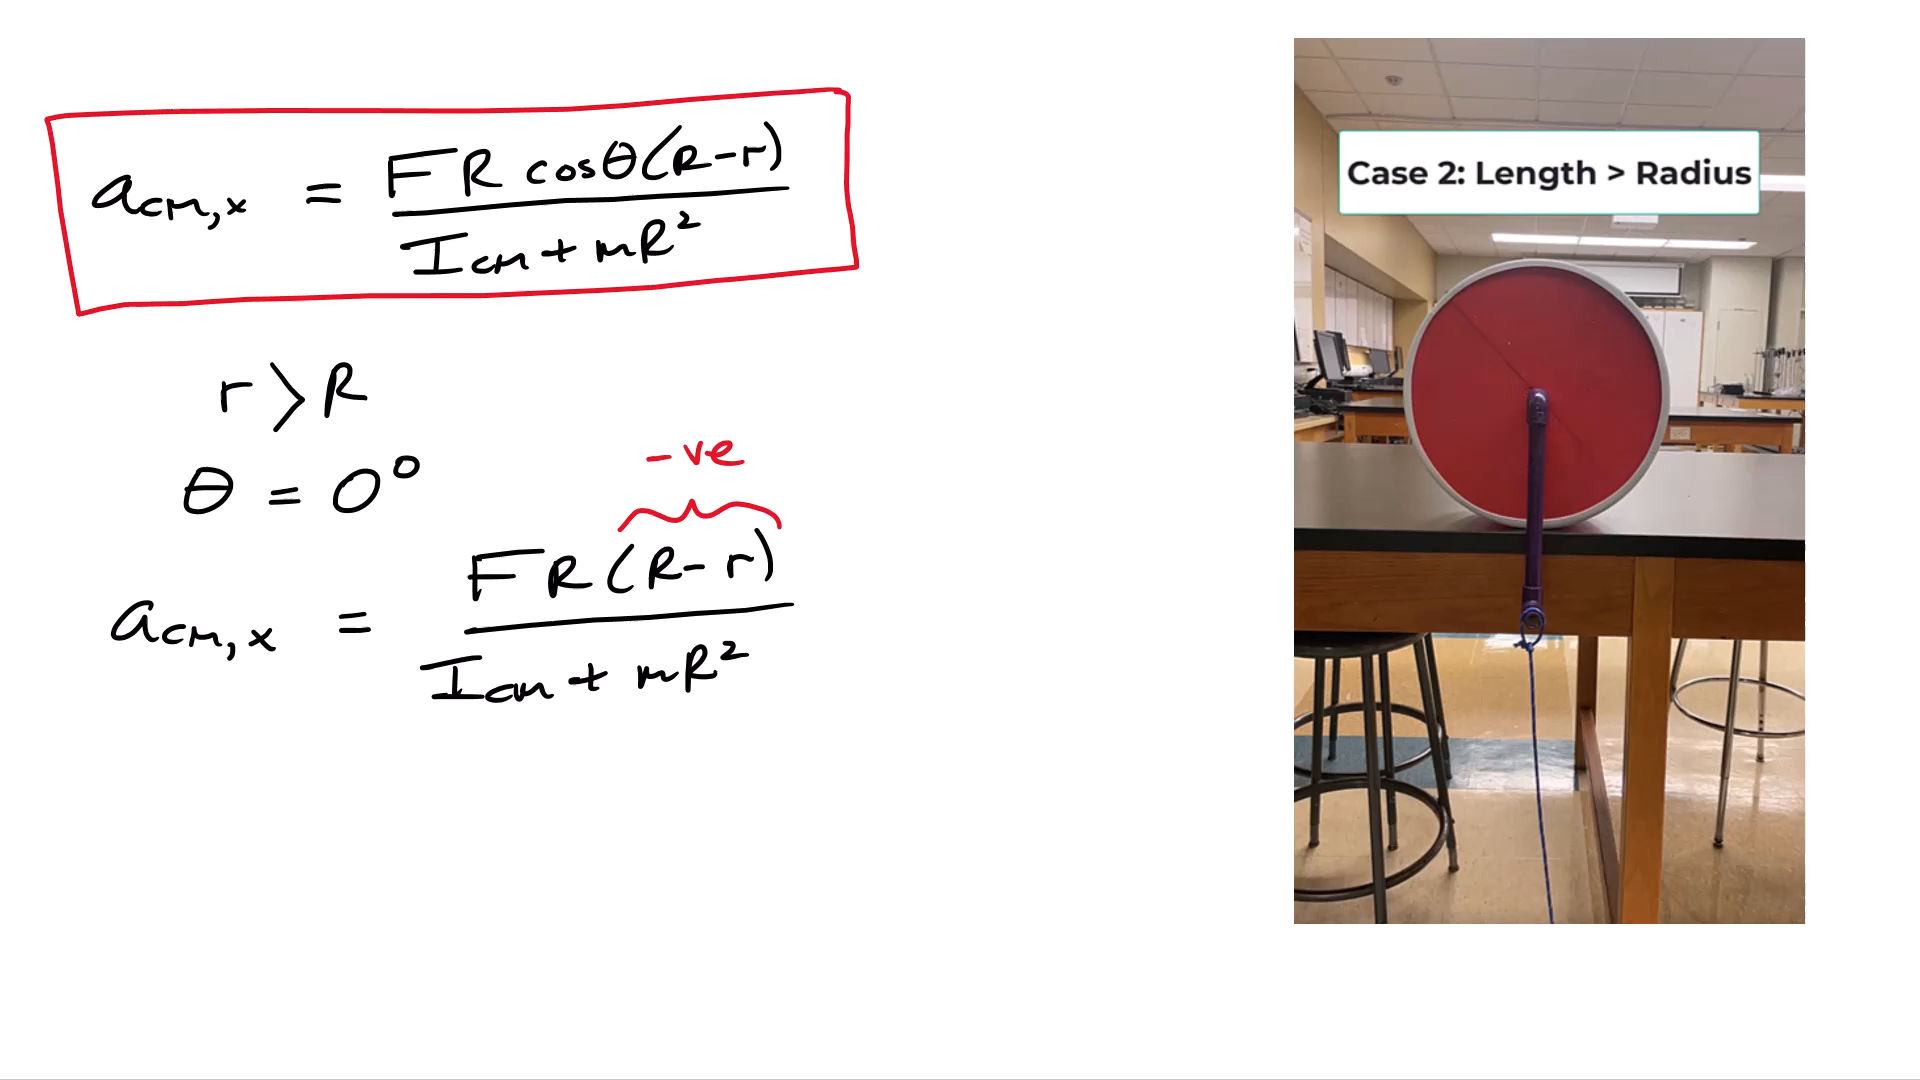 a_cm,x = FR cosθ(R-r) / I_cm + mR²
r > R
θ = 0°
-ve
a_cm,x = FR(R-r) / I_cm + mR²
Case 2: Length > Radius